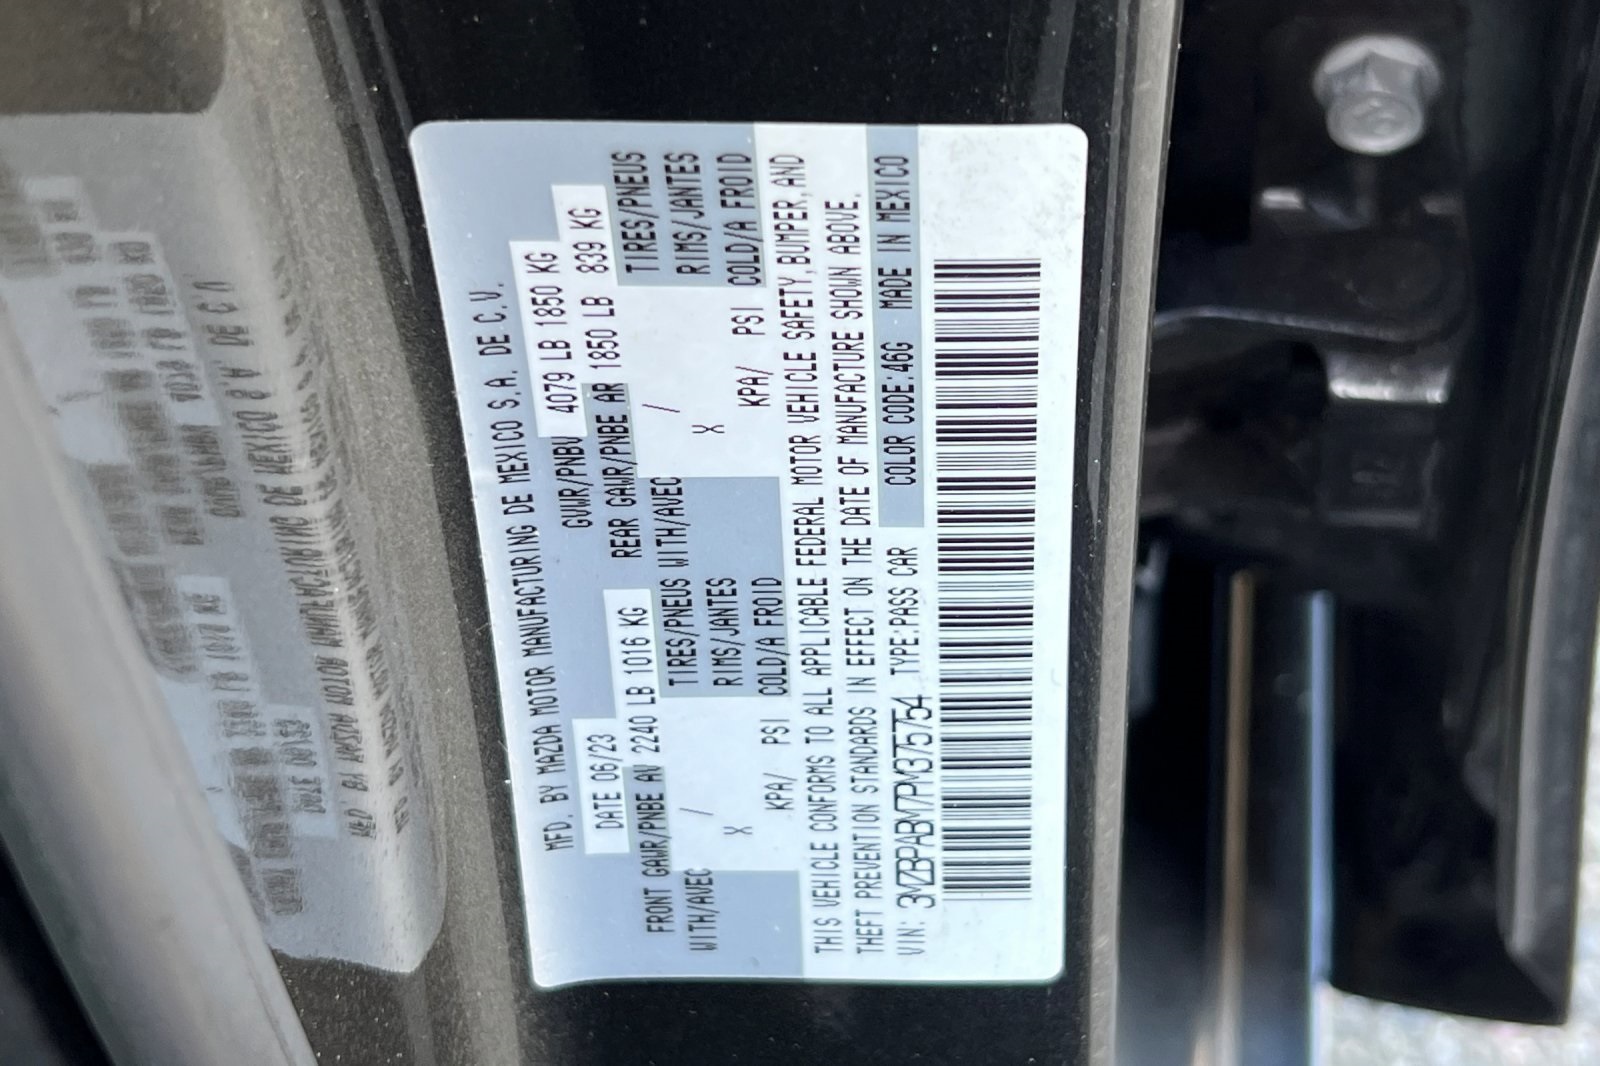 MFD. BY MAZDA MOTOR MANUFACTURING DE MEXICO S.A. DE C.V.
DATE 06/23 GVWR/PNBV 4079 LB 1850 KG
FRONT GAWR/PNBE AV 2240 LB 1016 KG REAR GAWR/PNBE AR 1850 LB 839 KG
WITH/AVEC / TIRES/PNEUS WITH/AVEC / TIRES/PNEUS
X RIMS/JANTES X RIMS/JANTES
KPA/ PSI COLD/A FROID KPA/ PSI COLD/A FROID
THIS VEHICLE CONFORMS TO ALL APPLICABLE FEDERAL MOTOR VEHICLE SAFETY,BUMPER,AND
THEFT PREVENTION STANDARDS IN EFFECT ON THE DATE OF MANUFACTURE SHOWN ABOVE.
VIN: 3MZBPABM7PM375754 TYPE:PASS CAR COLOR CODE:46G MADE IN MEXICO